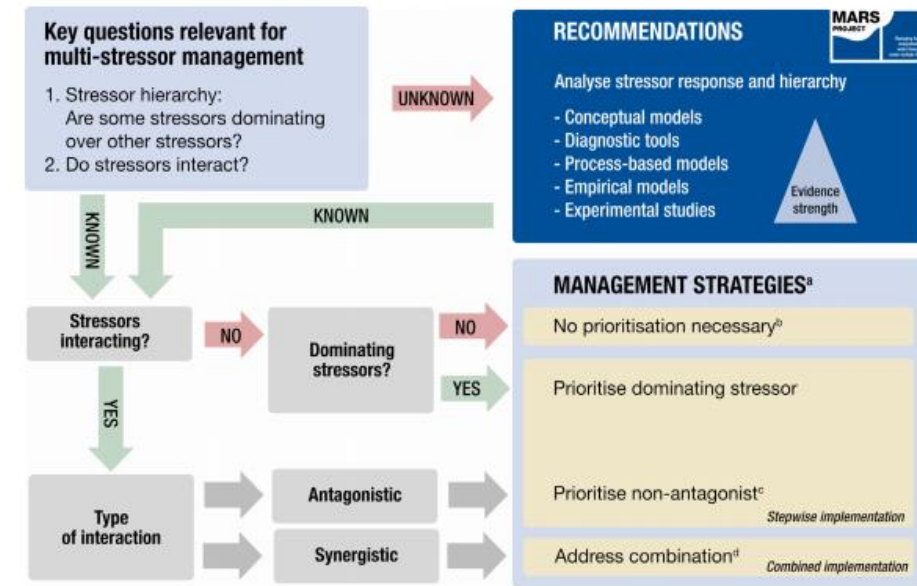 Key questions relevant for
multi-stressor management
1. Stressor hierarchy:
Are some stressors dominating
over other stressors?
2. Do stressors interact?
UNKNOWN
RECOMMENDATIONS
MARS
PROJECT
Analyse stressor response and hierarchy
- Conceptual models
- Diagnostic tools
- Process-based models
- Empirical models
- Experimental studies
Evidence
strength
KNOWN
KNOWN
Stressors
interacting?
NO
Dominating
stressors?
NO
YES
MANAGEMENT STRATEGIESᵃ
No prioritisation necessaryᵇ
Prioritise dominating stressor
Prioritise non-antagonistᶜ
Stepwise implementation
Address combinationᵈ
Combined implementation
YES
Type
of interaction
Antagonistic
Synergistic